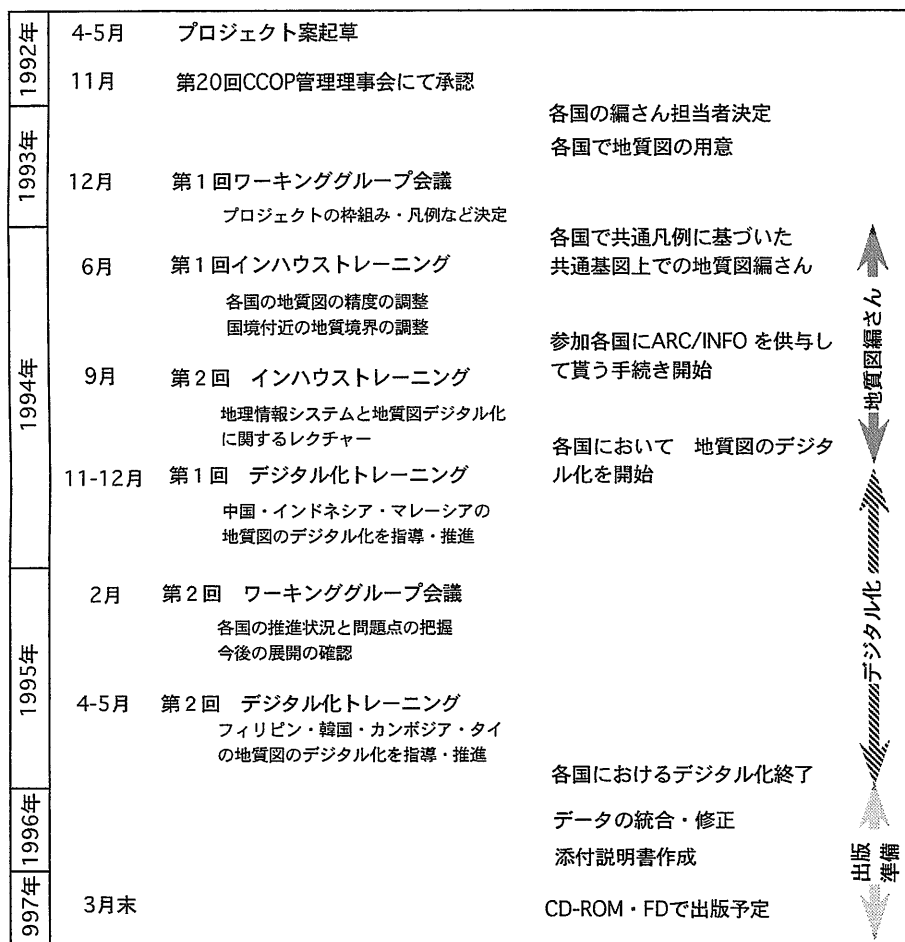 1992年
4-5月 プロジェクト案起草
11月 第20回CCOP管理理事会にて承認
各国の編さん担当者決定
1993年
各国で地質図の用意
12月 第1回ワーキンググループ会議
プロジェクトの枠組み・凡例など決定
1994年
各国で共通凡例に基づいた
共通基図上での地質図編さん
6月 第1回インハウストレーニング
各国の地質図の精度の調整
国境付近の地質境界の調整
参加各国にARC/INFO を供与し
て貰う手続き開始
9月 第2回 インハウストレーニング
地理情報システムと地質図デジタル化
に関するレクチャー
各国において 地質図のデジタ
ル化を開始
11-12月 第1回 デジタル化トレーニング
中国・インドネシア・マレーシアの
地質図のデジタル化を指導・推進
地質図編さん
1995年
2月 第2回 ワーキンググループ会議
各国の推進状況と問題点の把握
今後の展開の確認
4-5月 第2回 デジタル化トレーニング
フィリピン・韓国・カンボジア・タイ
の地質図のデジタル化を指導・推進
各国におけるデジタル化終了
デジタル化
1996年
データの統合・修正
添付説明書作成
出版
準備
997年
3月末 CD-ROM・FDで出版予定